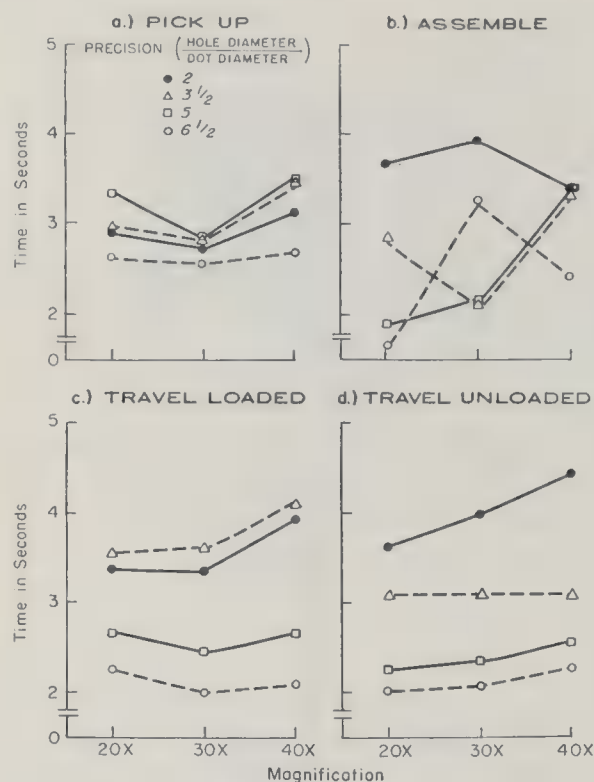 a.) PICK UP
b.) ASSEMBLE
PRECISION (HOLE DIAMETER / DOT DIAMETER)
2
3 1/2
5
6 1/2
Time in Seconds
5
4
3
2
0
c.) TRAVEL LOADED
d.) TRAVEL UNLOADED
Time in Seconds
5
4
3
2
0
20X 30X 40X 20X 30X 40X
Magnification